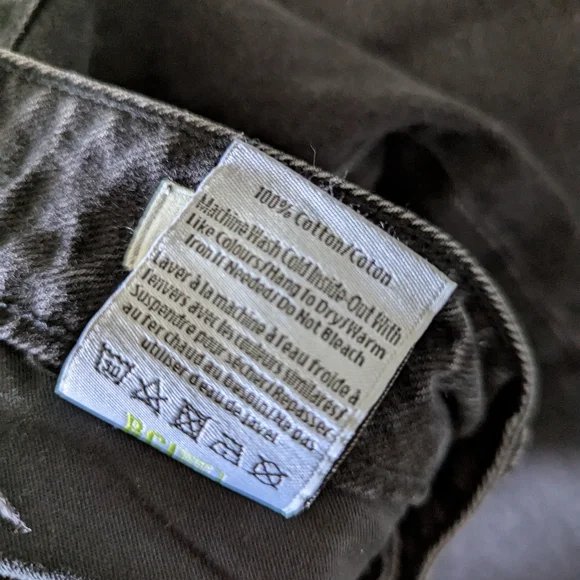 100% Cotton/Coton
Machine Wash Cold Inside-Out With
Like Colours/Hang To Dry/Warm
Iron If Needed/Do Not Bleach
Laver à la machine à l'eau froide à
l'envers avec les couleurs similaires/
suspendre pour sécher/Repasser
au fer chaud au besoin/Ne pas
utiliser d'eau de Javel
30
BCI